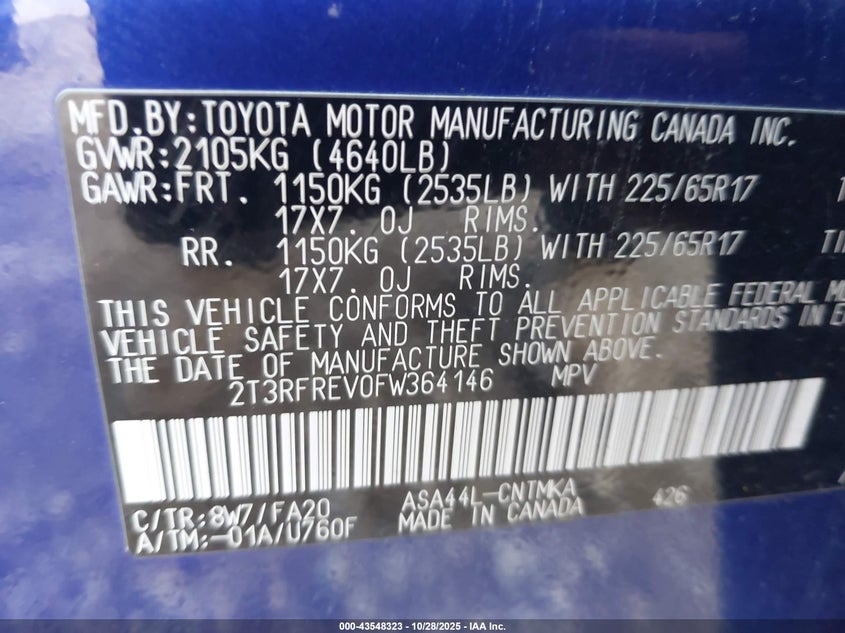 MFD.BY:TOYOTA MOTOR MANUFACTURING CANADA INC.
GVWR:2105KG (4640LB)
GAWR:FRT. 1150KG (2535LB) WITH 225/65R17
17X7. 0J RIMS.
RR. 1150KG (2535LB) WITH 225/65R17
17X7. 0J RIMS.
THIS VEHICLE CONFORMS TO ALL APPLICABLE FEDERAL
VEHICLE SAFETY AND THEFT PREVENTION STANDARDS IN
THE DATE OF MANUFACTURE SHOWN ABOVE.
2T3RFREV0FW364146 MPV
C/TR:8W7/FA20 ASA44L-CNTMKA 426
A/TM:-01A/U760F MADE IN CANADA
000-43548323 | 10/28/2025 - IAA Inc.